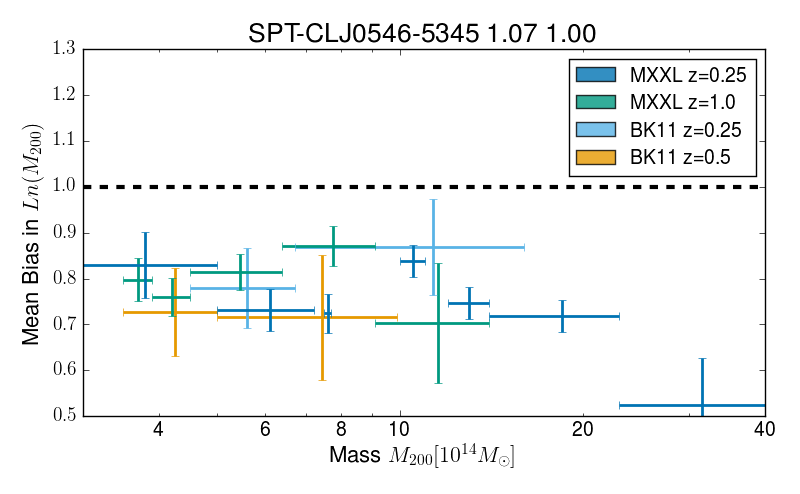 SPT-CLJ0546-5345 1.07 1.00
1.3
1.2
1.1
1.0
0.9
0.8
0.7
0.6
0.5
Mean Bias in Ln(M₂₀₀)
MXXL z=0.25
MXXL z=1.0
BK11 z=0.25
BK11 z=0.5
4 6 8 10 20 40
Mass M₂₀₀[10¹⁴M☉]